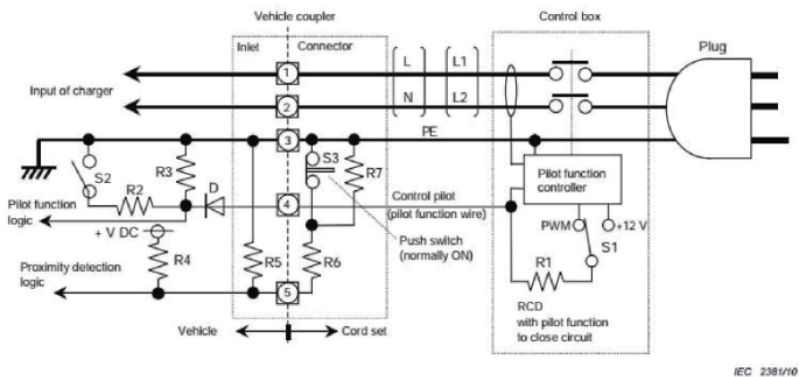 Vehicle coupler
Control box
Inlet
Connector
Plug
1
L
L1
Input of charger
2
N
L2
3
PE
S2
R3
S3
R7
Pilot function controller
R2
D
4
Control pilot
(pilot function wire)
Pilot function logic
+ V DC
Push switch
(normally ON)
PWM
+12 V
S1
R4
R5
R6
R1
Proximity detection logic
5
RCD
with pilot function
to close circuit
Vehicle
Cord set
IEC 2381/10